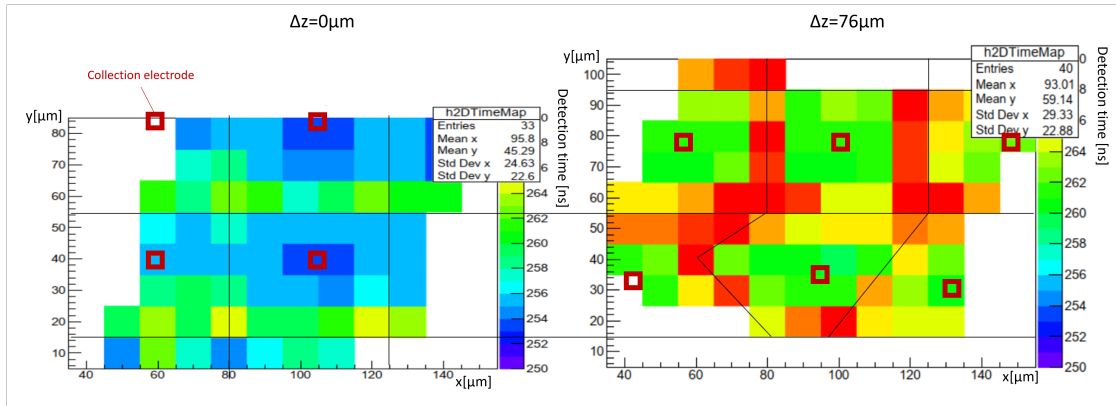 Δz=0μm
Δz=76μm
Collection electrode
y[μm]
80
70
60
50
40
30
20
10
40
60
80
100
120
140
x[μm]
h2DTimeMap
Entries 33
Mean x 95.8
Mean y 45.29
Std Dev x 24.63
Std Dev y 22.6
0
8
6
264
262
260
258
256
254
252
250
Detection time [ns]
y[μm]
100
90
80
70
60
50
40
30
20
10
40
60
80
100
120
140
x[μm]
h2DTimeMap
Entries 40
Mean x 93.01
Mean y 59.14
Std Dev x 29.33
Std Dev y 22.88
0
8
6
264
262
260
258
256
254
252
250
Detection time [ns]